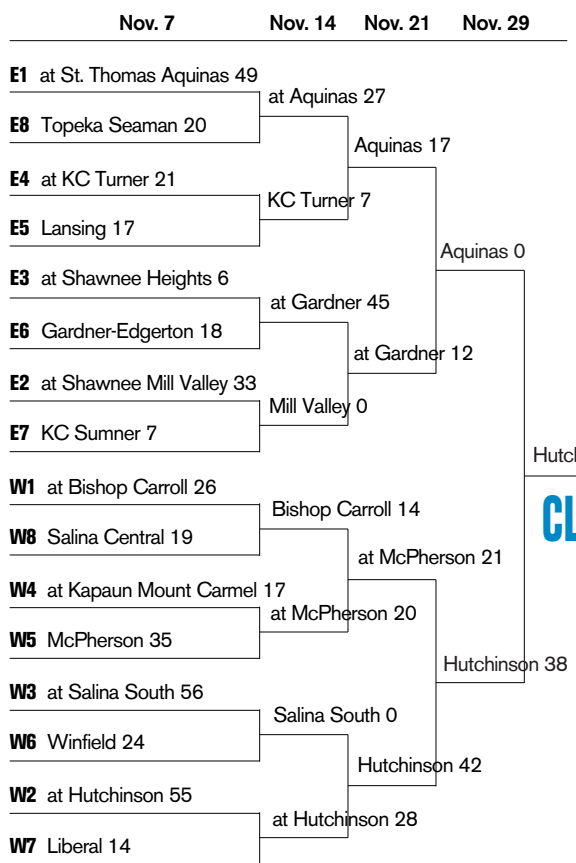 Nov. 7 Nov. 14 Nov. 21 Nov. 29
E1 at St. Thomas Aquinas 49
at Aquinas 27
E8 Topeka Seaman 20
Aquinas 17
E4 at KC Turner 21
KC Turner 7
E5 Lansing 17
Aquinas 0
E3 at Shawnee Heights 6
at Gardner 45
E6 Gardner-Edgerton 18
at Gardner 12
E2 at Shawnee Mill Valley 33
Mill Valley 0
E7 KC Sumner 7
Hutch
W1 at Bishop Carroll 26
Bishop Carroll 14
CL
W8 Salina Central 19
at McPherson 21
W4 at Kapaun Mount Carmel 17
at McPherson 20
W5 McPherson 35
Hutchinson 38
W3 at Salina South 56
Salina South 0
W6 Winfield 24
Hutchinson 42
W2 at Hutchinson 55
at Hutchinson 28
W7 Liberal 14